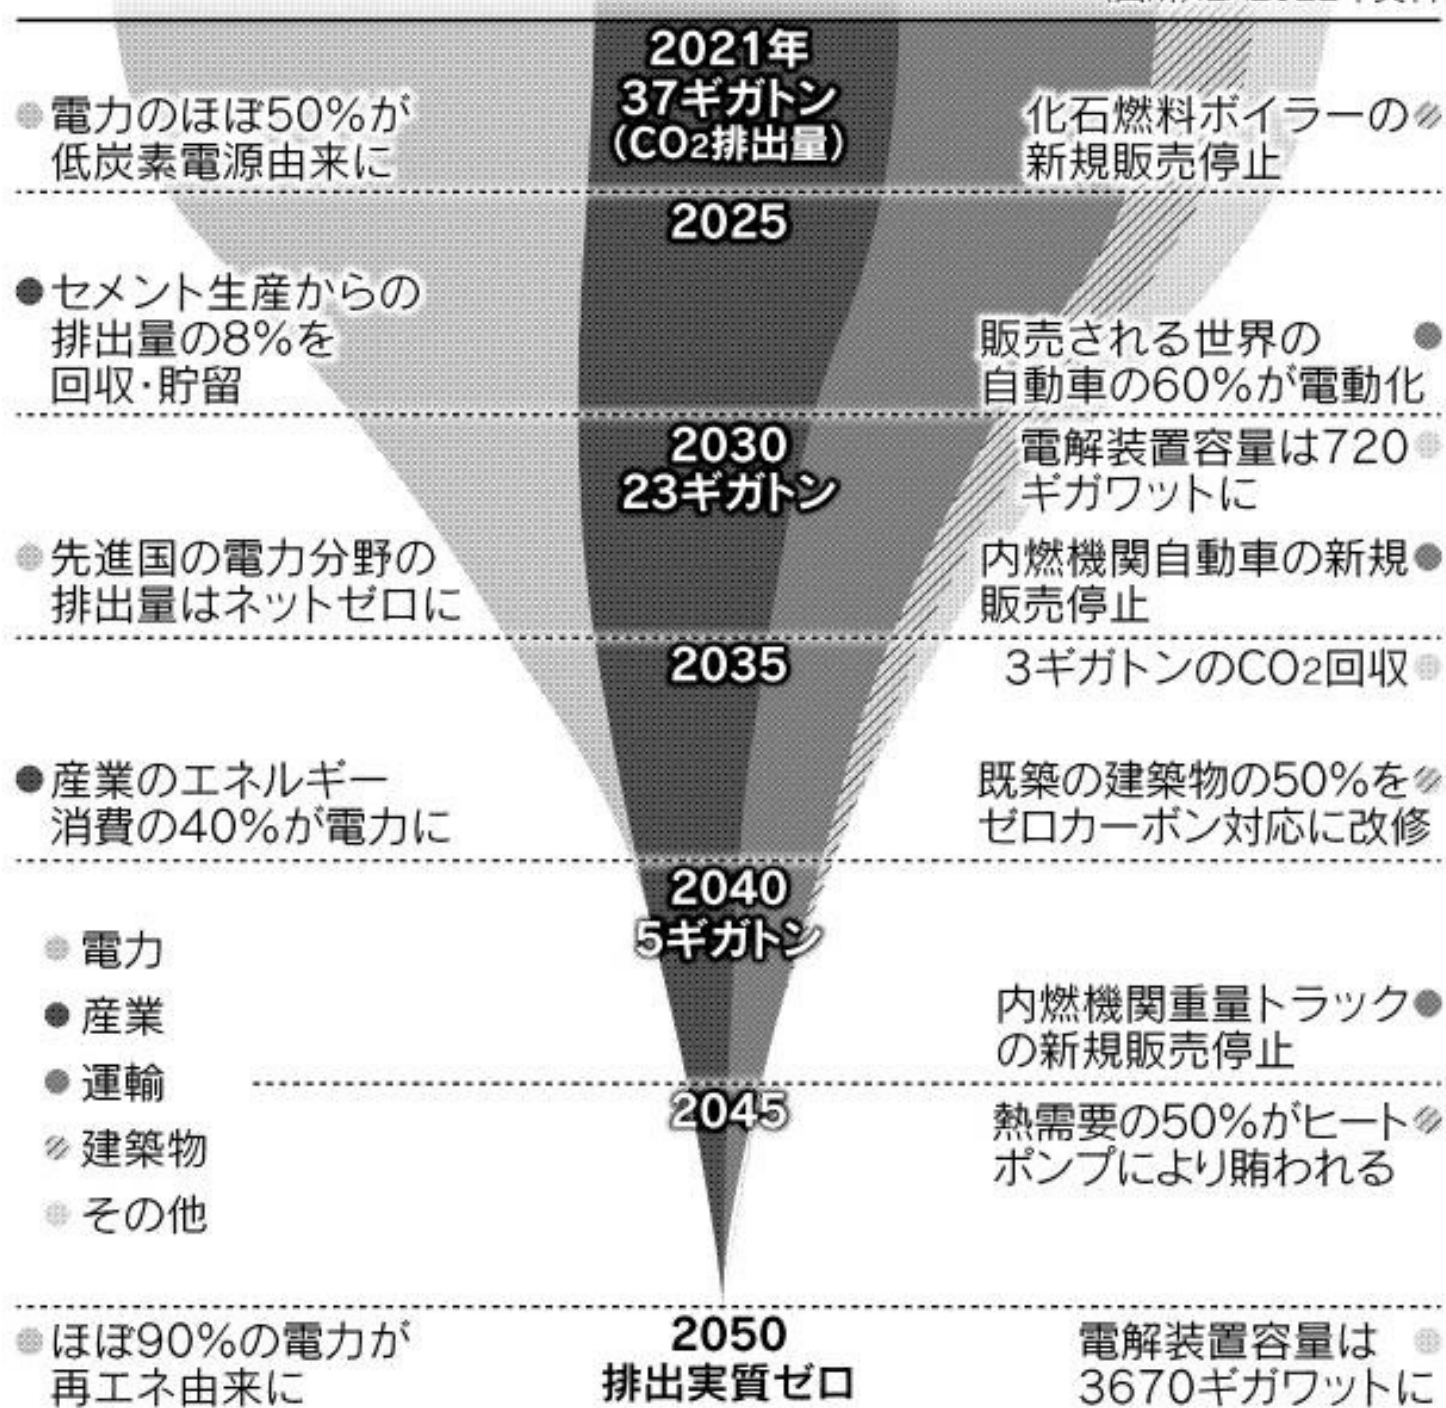 2021年
37ギガトン
(CO2排出量)
電力のほぼ50%が
低炭素電源由来に
化石燃料ボイラーの
新規販売停止
2025
セメント生産からの
排出量の8%を
回収・貯留
販売される世界の
自動車の60%が電動化
2030
23ギガトン
電解装置容量は720
ギガワットに
先進国の電力分野の
排出量はネットゼロに
内燃機関自動車の新規
販売停止
2035
3ギガトンのCO2回収
産業のエネルギー
消費の40%が電力に
既築の建築物の50%を
ゼロカーボン対応に改修
2040
5ギガトン
電力
産業
運輸
建築物
その他
内燃機関重量トラック
の新規販売停止
2045
熱需要の50%がヒート
ポンプにより賄われる
ほぼ90%の電力が
再エネ由来に
2050
排出実質ゼロ
電解装置容量は
3670ギガワットに